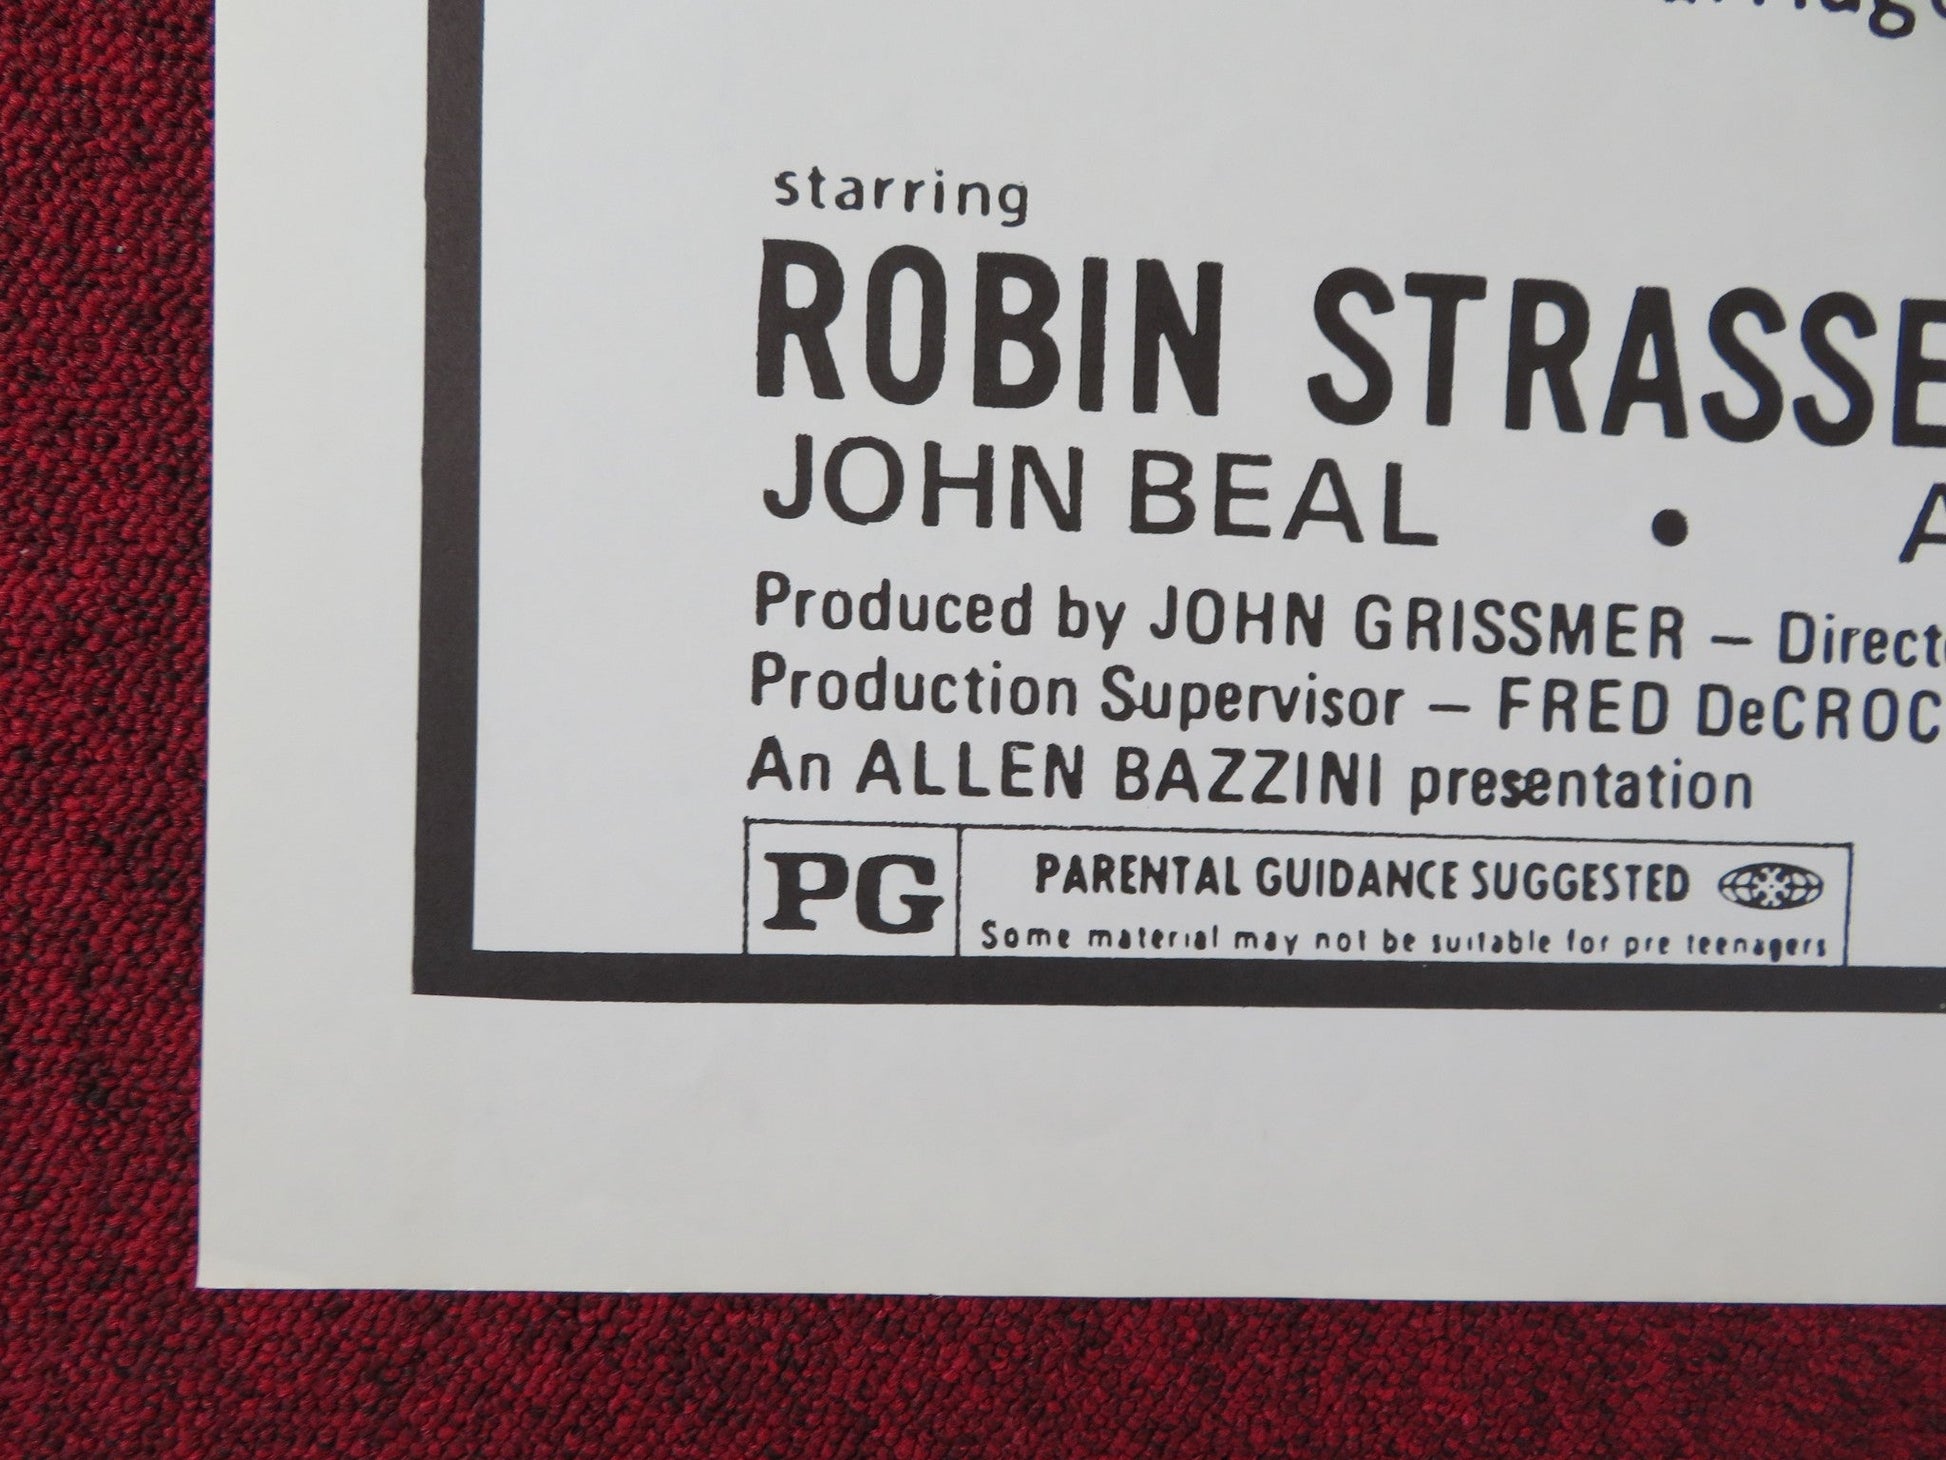 starring
ROBIN STRASSE
JOHN BEAL • A
Produced by JOHN GRISSMER – Direct
Production Supervisor – FRED DeCROC
An ALLEN BAZZINI presentation
PG PARENTAL GUIDANCE SUGGESTED
Some material may not be suitable for pre teenagers